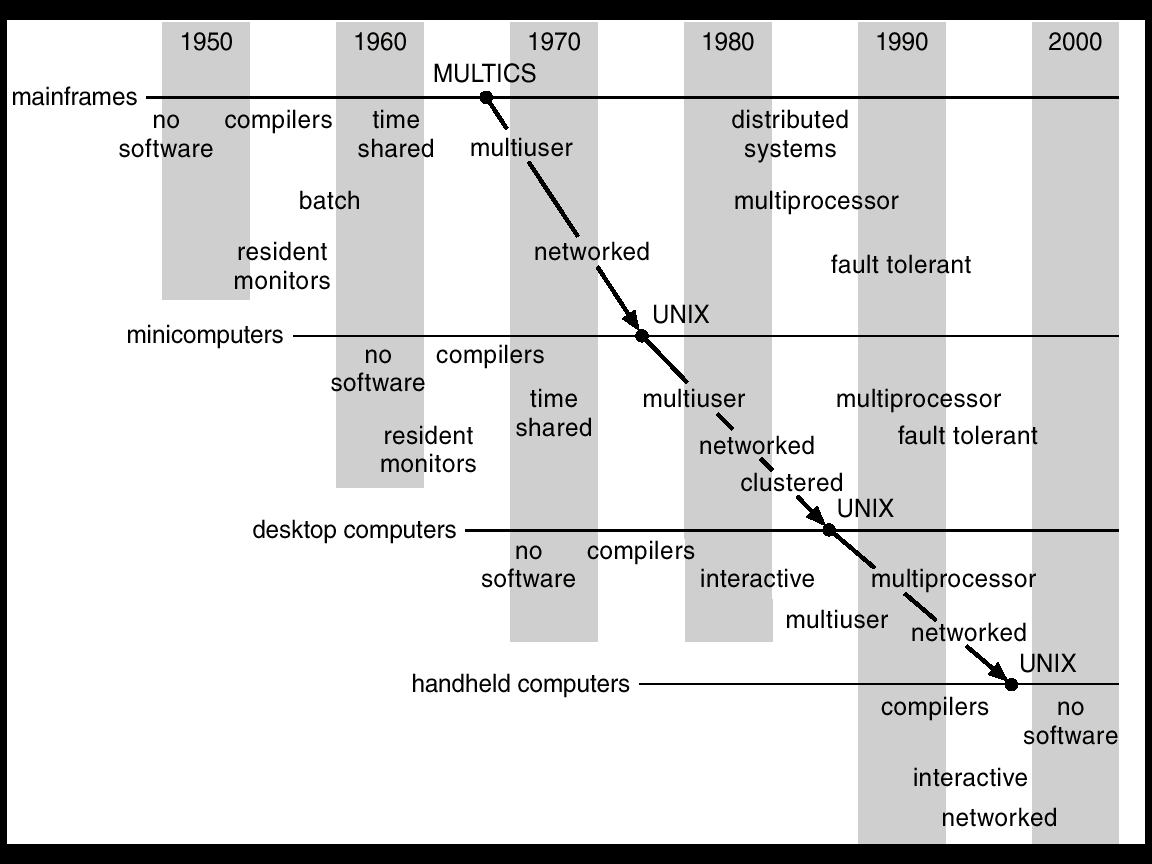 1950 1960 1970 1980 1990 2000
MULTICS
mainframes
no compilers time distributed
software shared multiuser systems
batch multiprocessor
resident networked fault tolerant
monitors
UNIX
minicomputers
no compilers
software
time multiuser multiprocessor
shared
resident networked fault tolerant
monitors
clustered
UNIX
desktop computers
no compilers
software interactive multiprocessor
multiuser
networked
UNIX
handheld computers
compilers no
software
interactive
networked